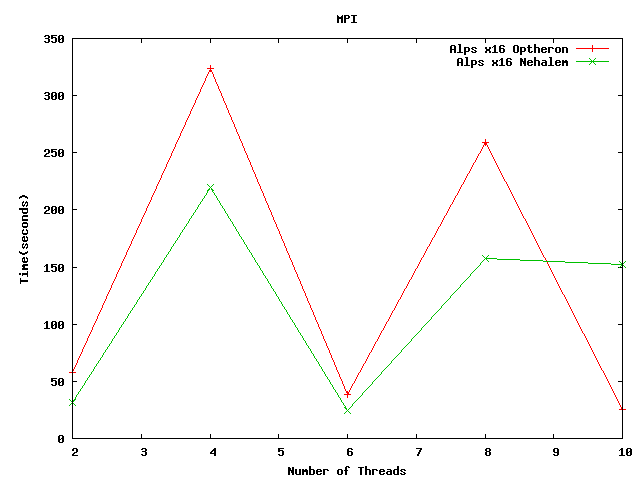 MPI
Alps x16 Optheron
Alps x16 Nehalem
350
300
250
200
150
100
50
0
Time(seconds)
2 3 4 5 6 7 8 9 10
Number of Threads